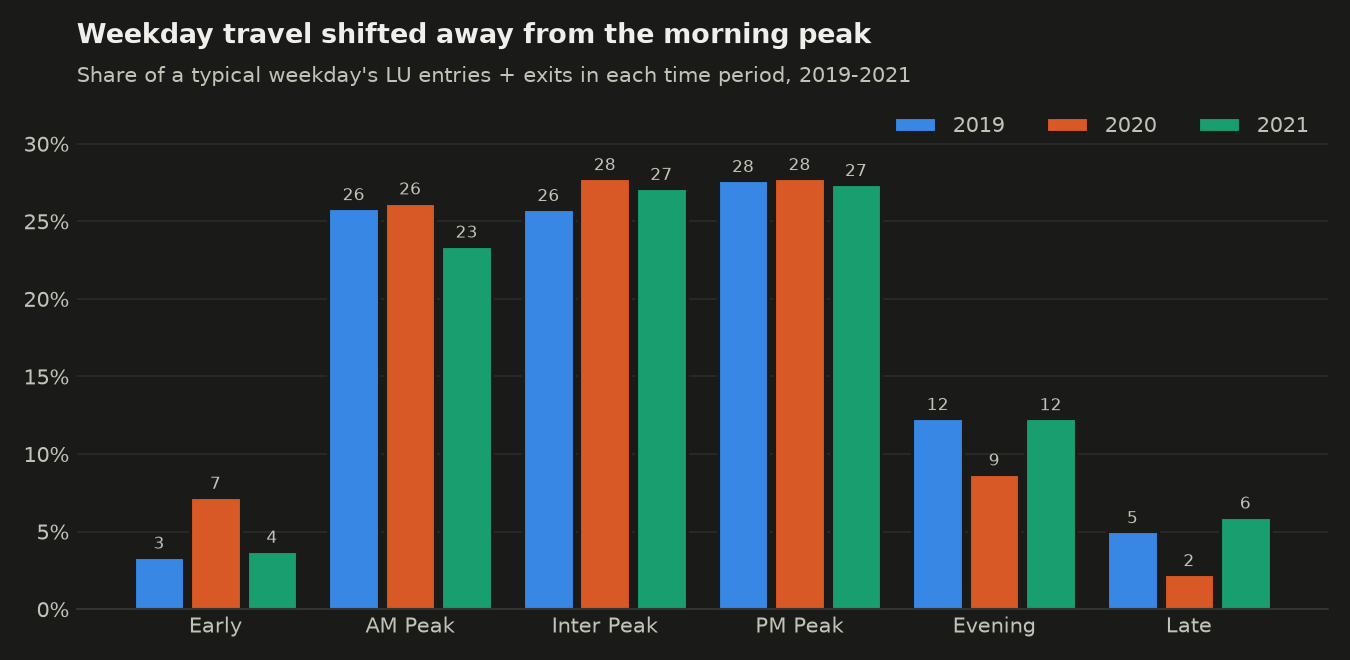 Weekday travel shifted away from the morning peak
Share of a typical weekday's LU entries + exits in each time period, 2019-2021
2019 2020 2021
30%
25%
20%
15%
10%
5%
0%
3 7 4
26 26 23
26 28 27
28 28 27
12 9 12
5 2 6
Early AM Peak Inter Peak PM Peak Evening Late